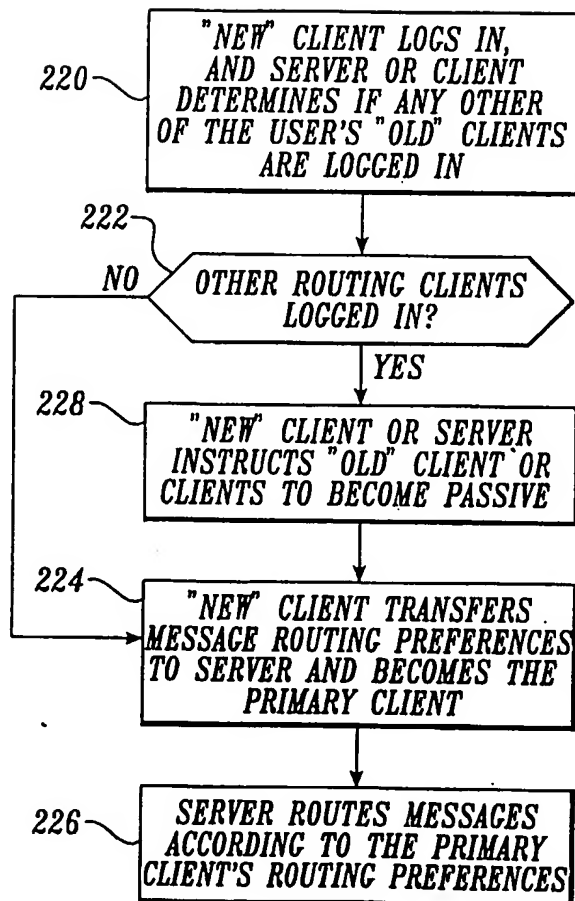 220
"NEW" CLIENT LOGS IN,
AND SERVER OR CLIENT
DETERMINES IF ANY OTHER
OF THE USER'S "OLD" CLIENTS
ARE LOGGED IN
222
NO
OTHER ROUTING CLIENTS
LOGGED IN?
YES
228
"NEW" CLIENT OR SERVER
INSTRUCTS "OLD" CLIENT OR
CLIENTS TO BECOME PASSIVE
224
"NEW" CLIENT TRANSFERS
MESSAGE ROUTING PREFERENCES
TO SERVER AND BECOMES THE
PRIMARY CLIENT
226
SERVER ROUTES MESSAGES
ACCORDING TO THE PRIMARY
CLIENT'S ROUTING PREFERENCES